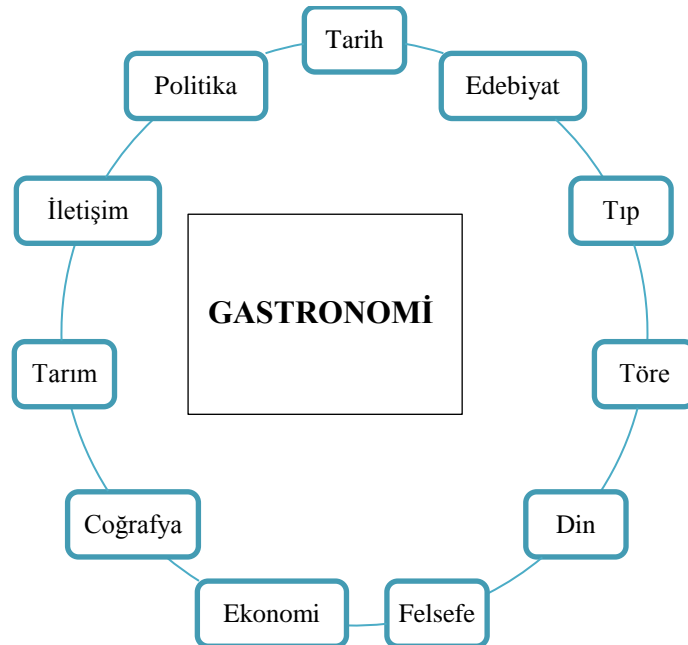 Tarih
Politika
Edebiyat
İletişim
Tıp
GASTRONOMİ
Tarım
Töre
Coğrafya
Din
Ekonomi
Felsefe